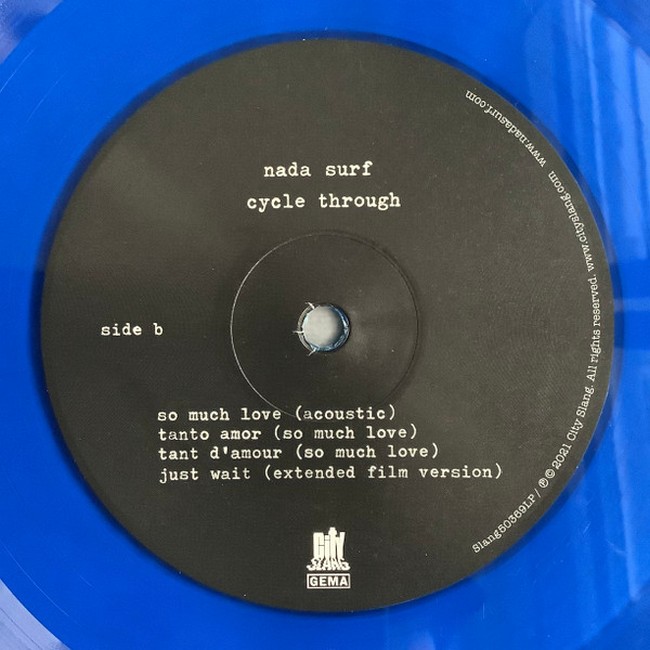 nada surf
cycle through
side b
so much love (acoustic)
tanto amor (so much love)
tant d'amour (so much love)
just wait (extended film version)
City
SLANG
GEMA
Slang50369LP / ℗ © 2021 City Slang. All rights reserved. www.cityslang.com www.nadasurf.com